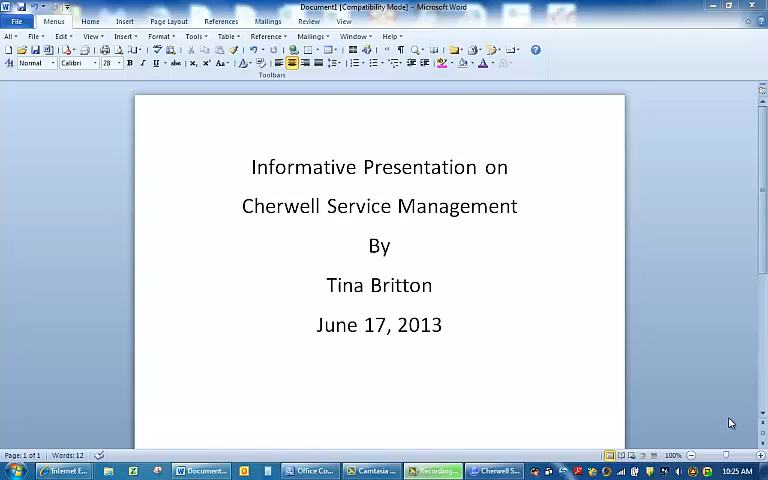 Document1 [Compatibility Mode] - Microsoft Word
File Menus Home Insert Page Layout References Mailings Review View
All File Edit View Insert Format Tools Table Reference Mailings Window Help
Normal Calibri 28 B I U abc
Toolbars
Informative Presentation on
Cherwell Service Management
By
Tina Britton
June 17, 2013
Page: 1 of 1 Words: 12 100%
Internet E... Document... Office Co... Camtasia ... Recording... Cherwell S... 10:25 AM